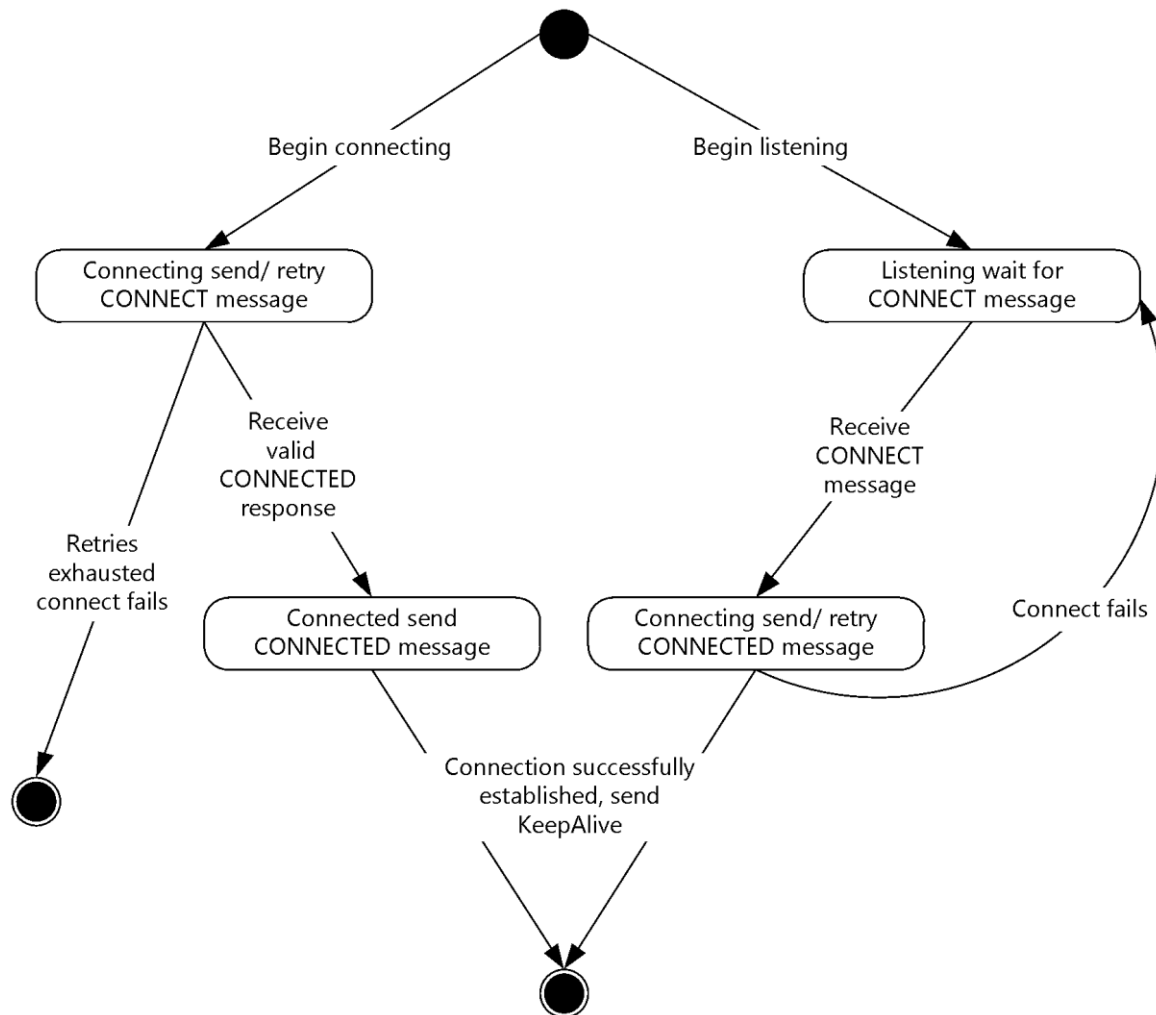 Begin connecting
Begin listening
Connecting send/ retry
CONNECT message
Listening wait for
CONNECT message
Receive
valid
CONNECTED
response
Receive
CONNECT
message
Retries
exhausted
connect fails
Connected send
CONNECTED message
Connecting send/ retry
CONNECTED message
Connect fails
Connection successfully
established, send
KeepAlive